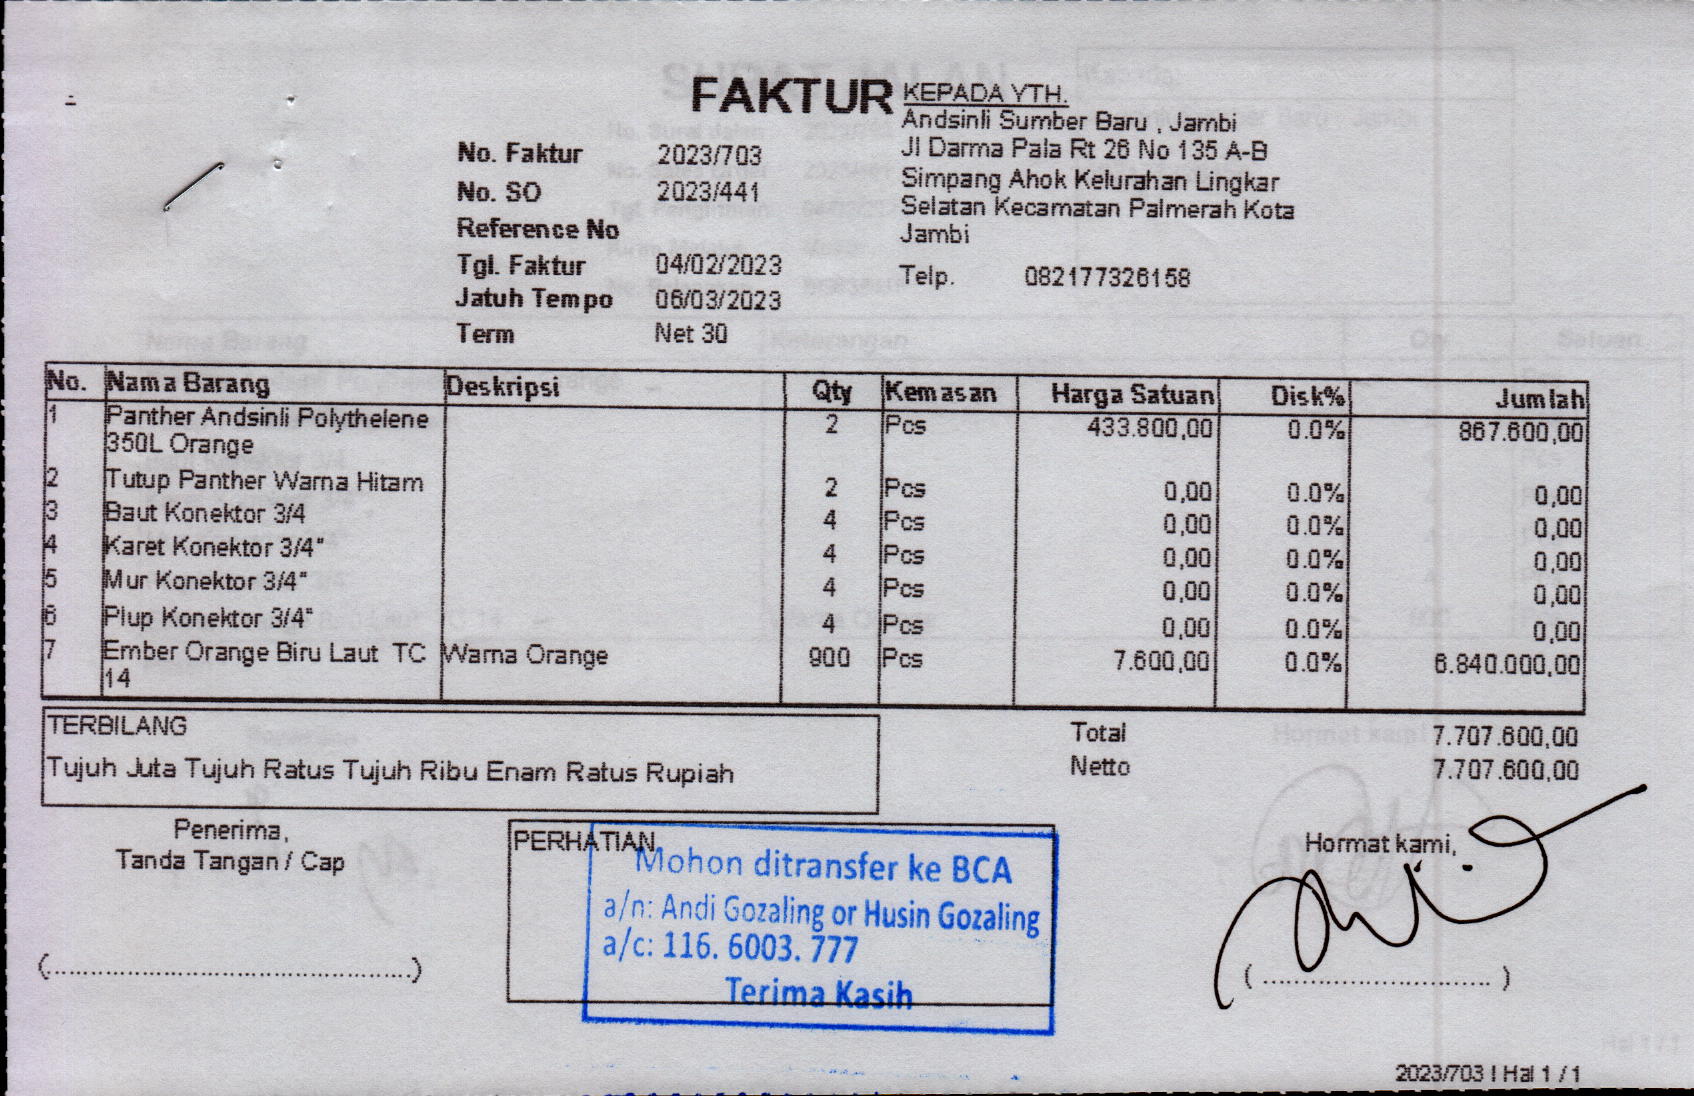 FAKTUR
KEPADA YTH.
Andsinli Sumber Baru , Jambi
Jl Darma Pala Rt 26 No 135 A-B
Simpang Ahok Kelurahan Lingkar
Selatan Kecamatan Palmerah Kota
Jambi
Telp. 082177326158
No. Faktur 2023/703
No. SO 2023/441
Reference No
Tgl. Faktur 04/02/2023
Jatuh Tempo 06/03/2023
Term Net 30
No. Nama Barang Deskripsi Qty Kemasan Harga Satuan Disk% Jumlah
1 Panther Andsinli Polythelene 2 Pcs 433.800,00 0.0% 867.600,00
350L Orange
2 Tutup Panther Warna Hitam 2 Pcs 0,00 0.0% 0,00
3 Baut Konektor 3/4 4 Pcs 0,00 0.0% 0,00
4 Karet Konektor 3/4" 4 Pcs 0,00 0.0% 0,00
5 Mur Konektor 3/4" 4 Pcs 0,00 0.0% 0,00
6 Plup Konektor 3/4" 4 Pcs 0,00 0.0% 0,00
7 Ember Orange Biru Laut TC Warna Orange 900 Pcs 7.600,00 0.0% 6.840.000,00
14
TERBILANG
Tujuh Juta Tujuh Ratus Tujuh Ribu Enam Ratus Rupiah
Total 7.707.600,00
Netto 7.707.600,00
Penerima,
Tanda Tangan / Cap
(..............................................)
PERHATIAN
Mohon ditransfer ke BCA
a/n: Andi Gozaling or Husin Gozaling
a/c: 116. 6003. 777
Terima Kasih
Hormat kami,
( ............................. )
2023/703 | Hal 1 / 1